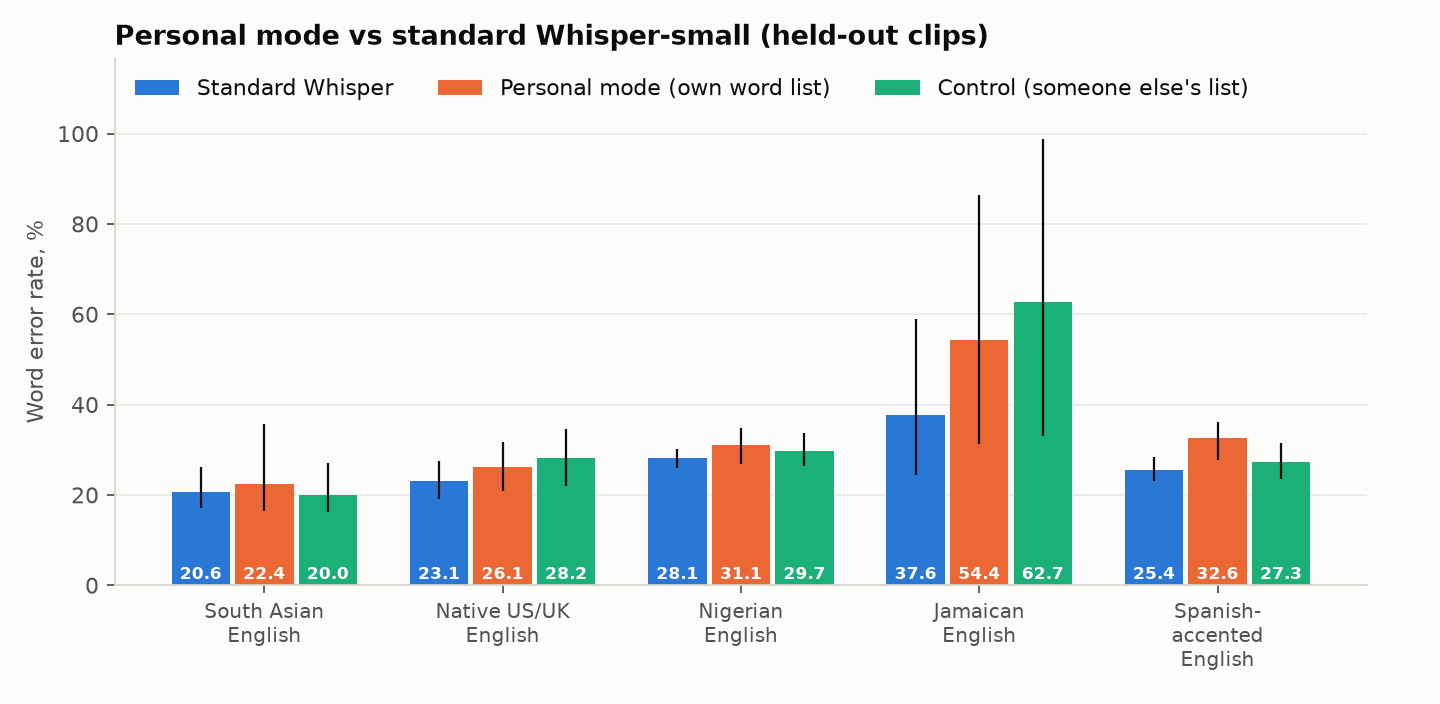 Personal mode vs standard Whisper-small (held-out clips)
Standard Whisper
Personal mode (own word list)
Control (someone else's list)
Word error rate, %
100
80
60
40
20
0
20.6
22.4
20.0
23.1
26.1
28.2
28.1
31.1
29.7
37.6
54.4
62.7
25.4
32.6
27.3
South Asian
English
Native US/UK
English
Nigerian
English
Jamaican
English
Spanish-
accented
English